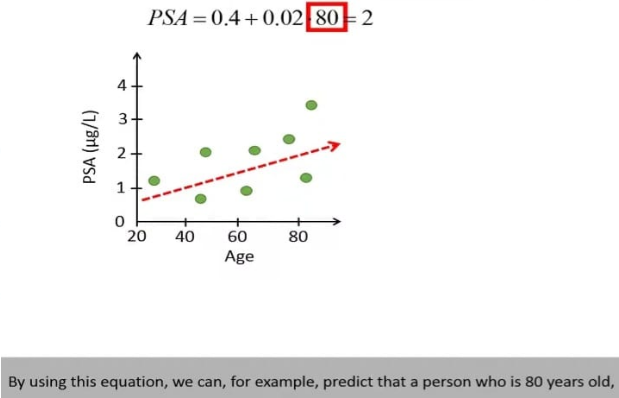 PSA = 0.4 + 0.02·80 = 2
4
3
2
1
0
PSA (µg/L)
20 40 60 80
Age
By using this equation, we can, for example, predict that a person who is 80 years old,